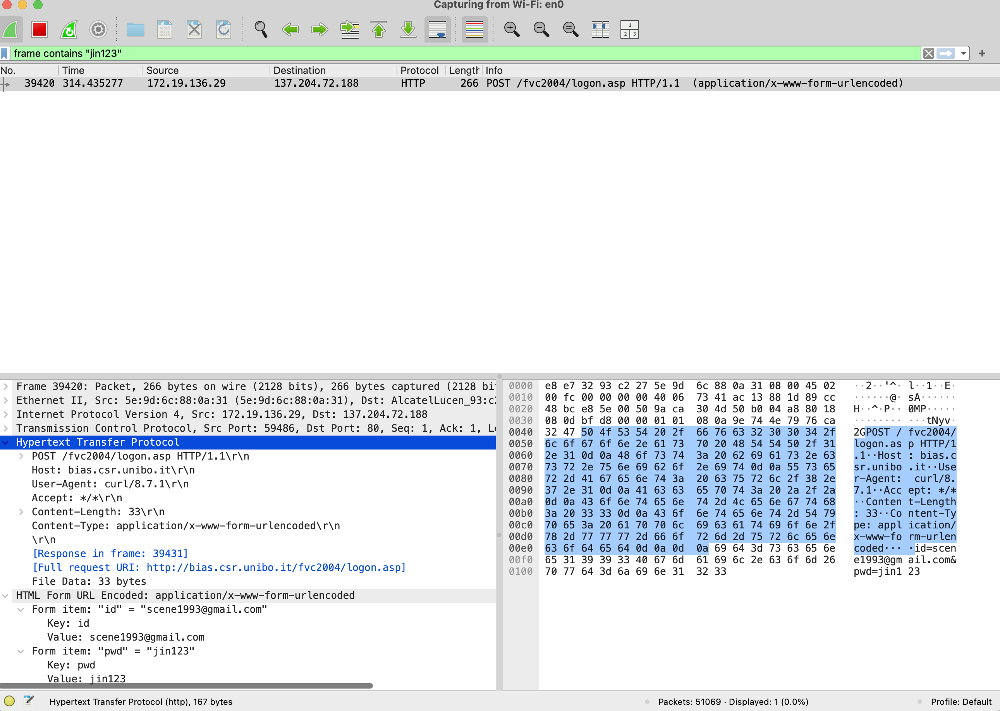 Capturing from Wi-Fi: en0
1
2 3
frame contains "jin123"
No. Time Source Destination Protocol Length Info
39420 314.435277 172.19.136.29 137.204.72.188 HTTP 266 POST /fvc2004/logon.asp HTTP/1.1 (application/x-www-form-urlencoded)
Frame 39420: Packet, 266 bytes on wire (2128 bits), 266 bytes captured (2128 bi
Ethernet II, Src: 5e:9d:6c:88:0a:31 (5e:9d:6c:88:0a:31), Dst: AlcatelLucen_93:c2
Internet Protocol Version 4, Src: 172.19.136.29, Dst: 137.204.72.188
Transmission Control Protocol, Src Port: 59486, Dst Port: 80, Seq: 1, Ack: 1, Le
Hypertext Transfer Protocol
POST /fvc2004/logon.asp HTTP/1.1\r\n
Host: bias.csr.unibo.it\r\n
User-Agent: curl/8.7.1\r\n
Accept: */*\r\n
Content-Length: 33\r\n
Content-Type: application/x-www-form-urlencoded\r\n
\r\n
[Response in frame: 39431]
[Full request URI: http://bias.csr.unibo.it/fvc2004/logon.asp]
File Data: 33 bytes
HTML Form URL Encoded: application/x-www-form-urlencoded
Form item: "id" = "scene1993@gmail.com"
Key: id
Value: scene1993@gmail.com
Form item: "pwd" = "jin123"
Key: pwd
Value: jin123
0000 e8 e7 32 93 c2 27 5e 9d 6c 88 0a 31 08 00 45 02 ··2··'^· l··1··E·
0010 00 fc 00 00 00 00 40 06 73 41 ac 13 88 1d 89 cc ······@· sA······
0020 48 bc e8 5e 00 50 9a ca 30 4d 50 b0 04 a8 80 18 H··^·P·· 0MP·····
0030 08 0d bf d8 00 00 01 01 08 0a 9e 74 4e 79 76 ca ········ ···tNyv·
0040 32 47 50 4f 53 54 20 2f 66 76 63 32 30 30 34 2f 2GPOST / fvc2004/
0050 6c 6f 67 6f 6e 2e 61 73 70 20 48 54 54 50 2f 31 logon.as p HTTP/1
0060 2e 31 0d 0a 48 6f 73 74 3a 20 62 69 61 73 2e 63 .1··Host : bias.c
0070 73 72 2e 75 6e 69 62 6f 2e 69 74 0d 0a 55 73 65 sr.unibo .it··Use
0080 72 2d 41 67 65 6e 74 3a 20 63 75 72 6c 2f 38 2e r-Agent: curl/8.
0090 37 2e 31 0d 0a 41 63 63 65 70 74 3a 20 2a 2f 2a 7.1··Acc ept: */*
00a0 0d 0a 43 6f 6e 74 65 6e 74 2d 4c 65 6e 67 74 68 ··Conten t-Length
00b0 3a 20 33 33 0d 0a 43 6f 6e 74 65 6e 74 2d 54 79 : 33··Co ntent-Ty
00c0 70 65 3a 20 61 70 70 6c 69 63 61 74 69 6f 6e 2f pe: appl ication/
00d0 78 2d 77 77 77 2d 66 6f 72 6d 2d 75 72 6c 65 6e x-www-fo rm-urlen
00e0 63 6f 64 65 64 0d 0a 0d 0a 69 64 3d 73 63 65 6e coded··· ·id=scen
00f0 65 31 39 39 33 40 67 6d 61 69 6c 2e 63 6f 6d 26 e1993@gm ail.com&
0100 70 77 64 3d 6a 69 6e 31 32 33 pwd=jin1 23
Hypertext Transfer Protocol (http), 167 bytes
Packets: 51069 · Displayed: 1 (0.0%)
Profile: Default